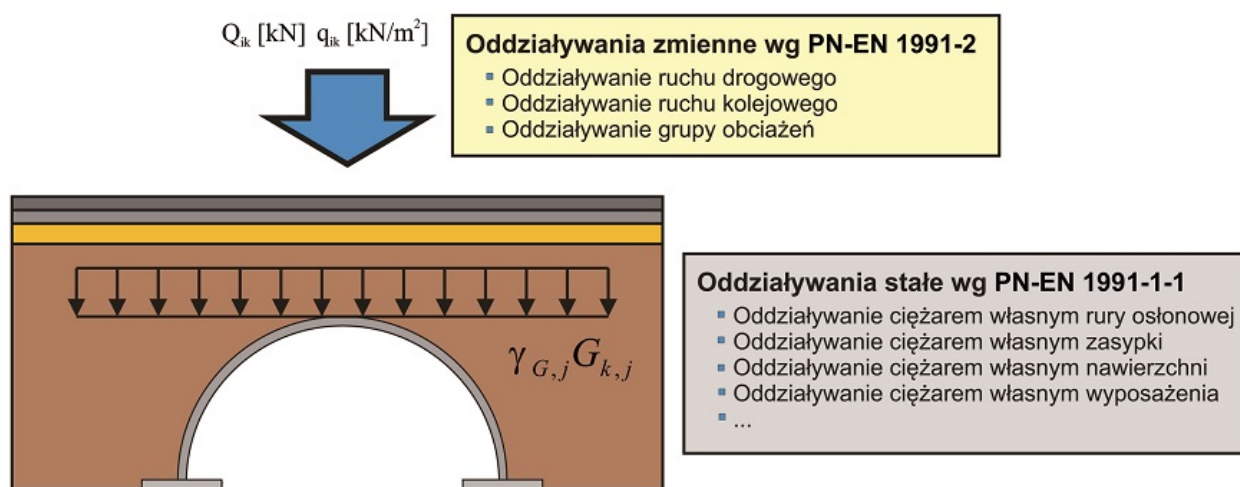 Q_ik [kN] q_ik [kN/m²]
Oddziaływania zmienne wg PN-EN 1991-2
Oddziaływanie ruchu drogowego
Oddziaływanie ruchu kolejowego
Oddziaływanie grupy obciażeń
γ_G,j G_k,j
Oddziaływania stałe wg PN-EN 1991-1-1
Oddziaływanie ciężarem własnym rury osłonowej
Oddziaływanie ciężarem własnym zasypki
Oddziaływanie ciężarem własnym nawierzchni
Oddziaływanie ciężarem własnym wyposażenia
...